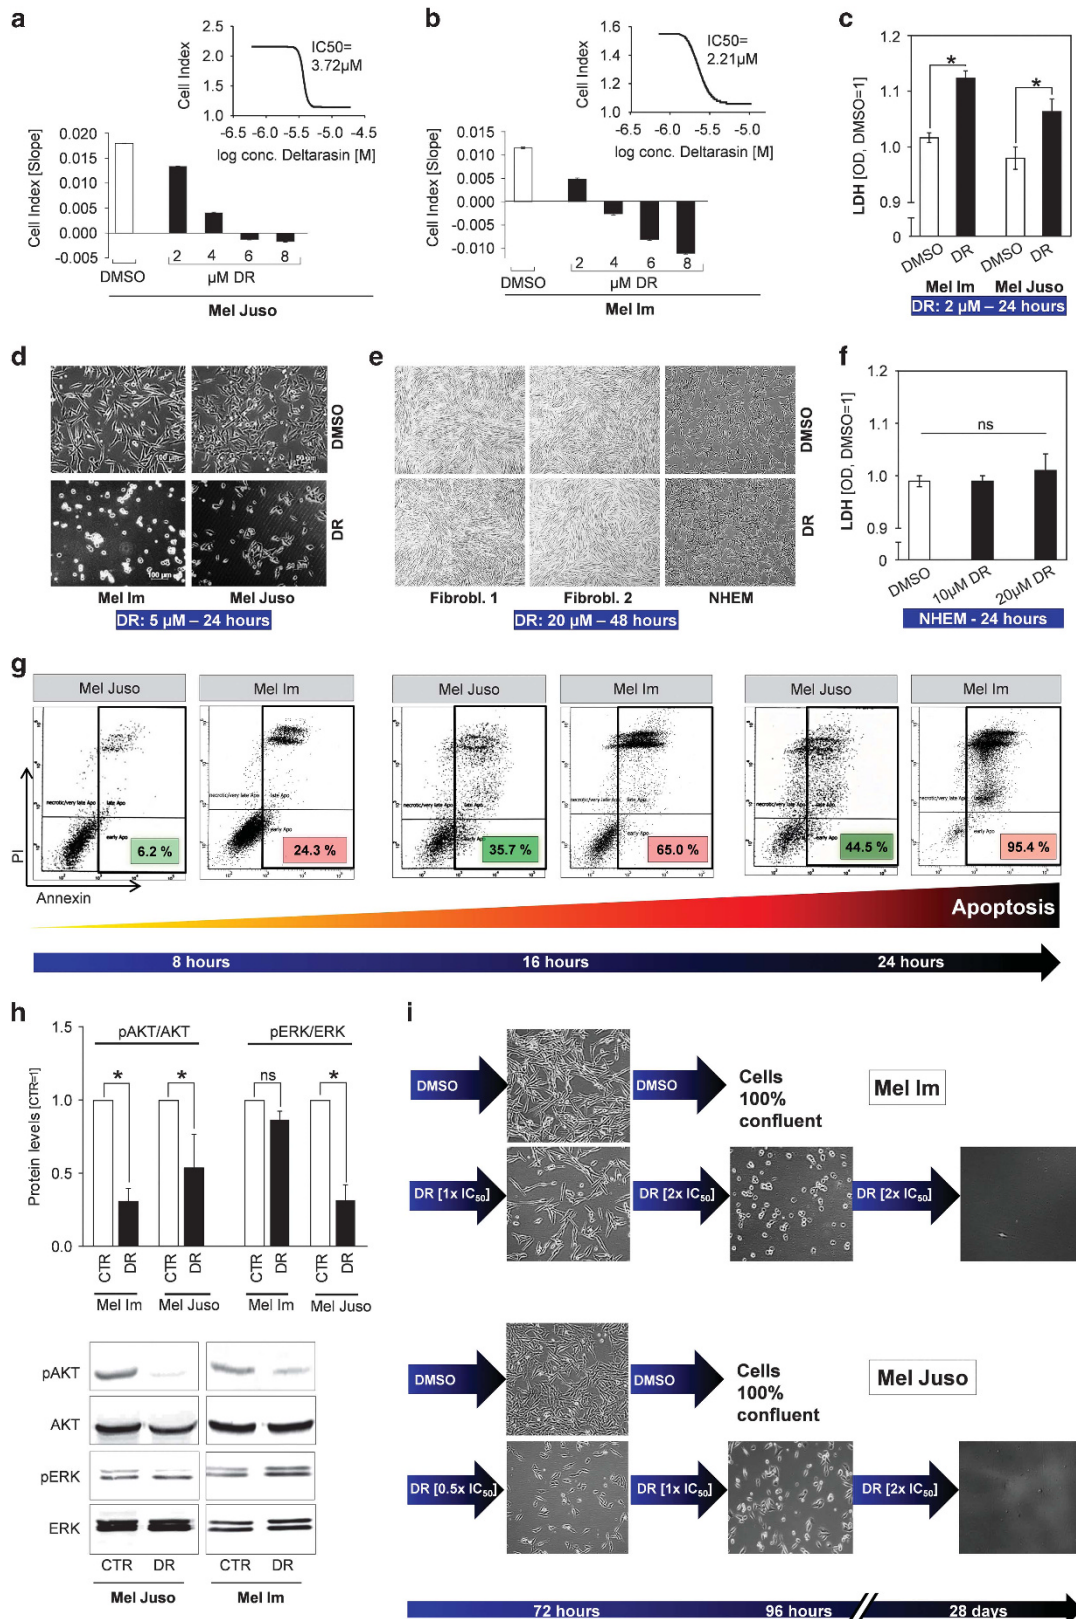 a
2.5
2.0
1.5
1.0
Cell Index
IC50=
3.72µM
-6.5 -6.0 -5.5 -5.0 -4.5
log conc. Deltarasin [M]
0.020
0.015
0.010
0.005
0.000
-0.005
Cell Index [Slope]
2 4 6 8
DMSO
µM DR
Mel Juso
b
1.6
1.4
1.2
1.0
Cell Index
IC50=
2.21µM
-6.5 -6.0 -5.5 -5.0
log conc. Deltarasin [M]
0.015
0.010
0.005
0.000
-0.005
-0.010
Cell Index [Slope]
2 4 6 8
DMSO
µM DR
Mel Im
c
1.2
1.1
1.0
0.9
0
LDH [OD, DMSO=1]
* *
DMSO DR DMSO DR
Mel Im Mel Juso
DR: 2 µM – 24 hours
d
100 µm 50 µm
DMSO
100 µm
DR
Mel Im Mel Juso
DR: 5 µM – 24 hours
e
DMSO
DR
Fibrobl. 1 Fibrobl. 2 NHEM
DR: 20 µM – 48 hours
f
1.2
1.1
1.0
0.9
0
LDH [OD, DMSO=1]
ns
DMSO 10µM DR 20µM DR
NHEM - 24 hours
g
Mel Juso Mel Im Mel Juso Mel Im Mel Juso Mel Im
necrotic/very late Apo late Apo
early Apo
6.2 % 24.3 % 35.7 % 65.0 % 44.5 % 95.4 %
PI
Annexin
Apoptosis
8 hours 16 hours 24 hours
h
pAKT/AKT pERK/ERK
1.5
1.0
0.5
0.0
Protein levels [CTR=1]
* * ns *
CTR DR CTR DR CTR DR CTR DR
Mel Im Mel Juso Mel Im Mel Juso
pAKT
AKT
pERK
ERK
CTR DR CTR DR
Mel Juso Mel Im
i
DMSO DMSO Cells 100% confluent Mel Im
DR [1x IC50] DR [2x IC50] DR [2x IC50]
DMSO DMSO Cells 100% confluent Mel Juso
DR [0.5x IC50] DR [1x IC50] DR [2x IC50]
72 hours 96 hours 28 days